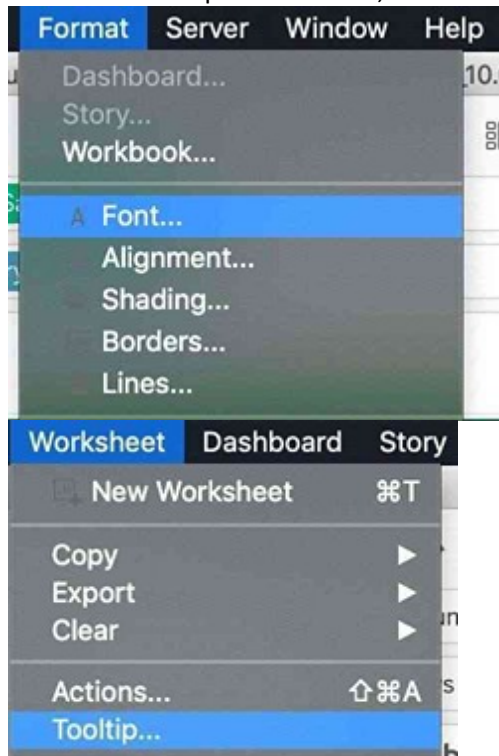 Format Server Window Help
10.
Dashboard...
Story...
Workbook...
A Font...
Alignment...
Shading...
Borders...
Lines...
Worksheet Dashboard Story
New Worksheet ⌘T
Copy ▶
Export ▶
Clear ▶
Actions... ⇧⌘A
Tooltip...